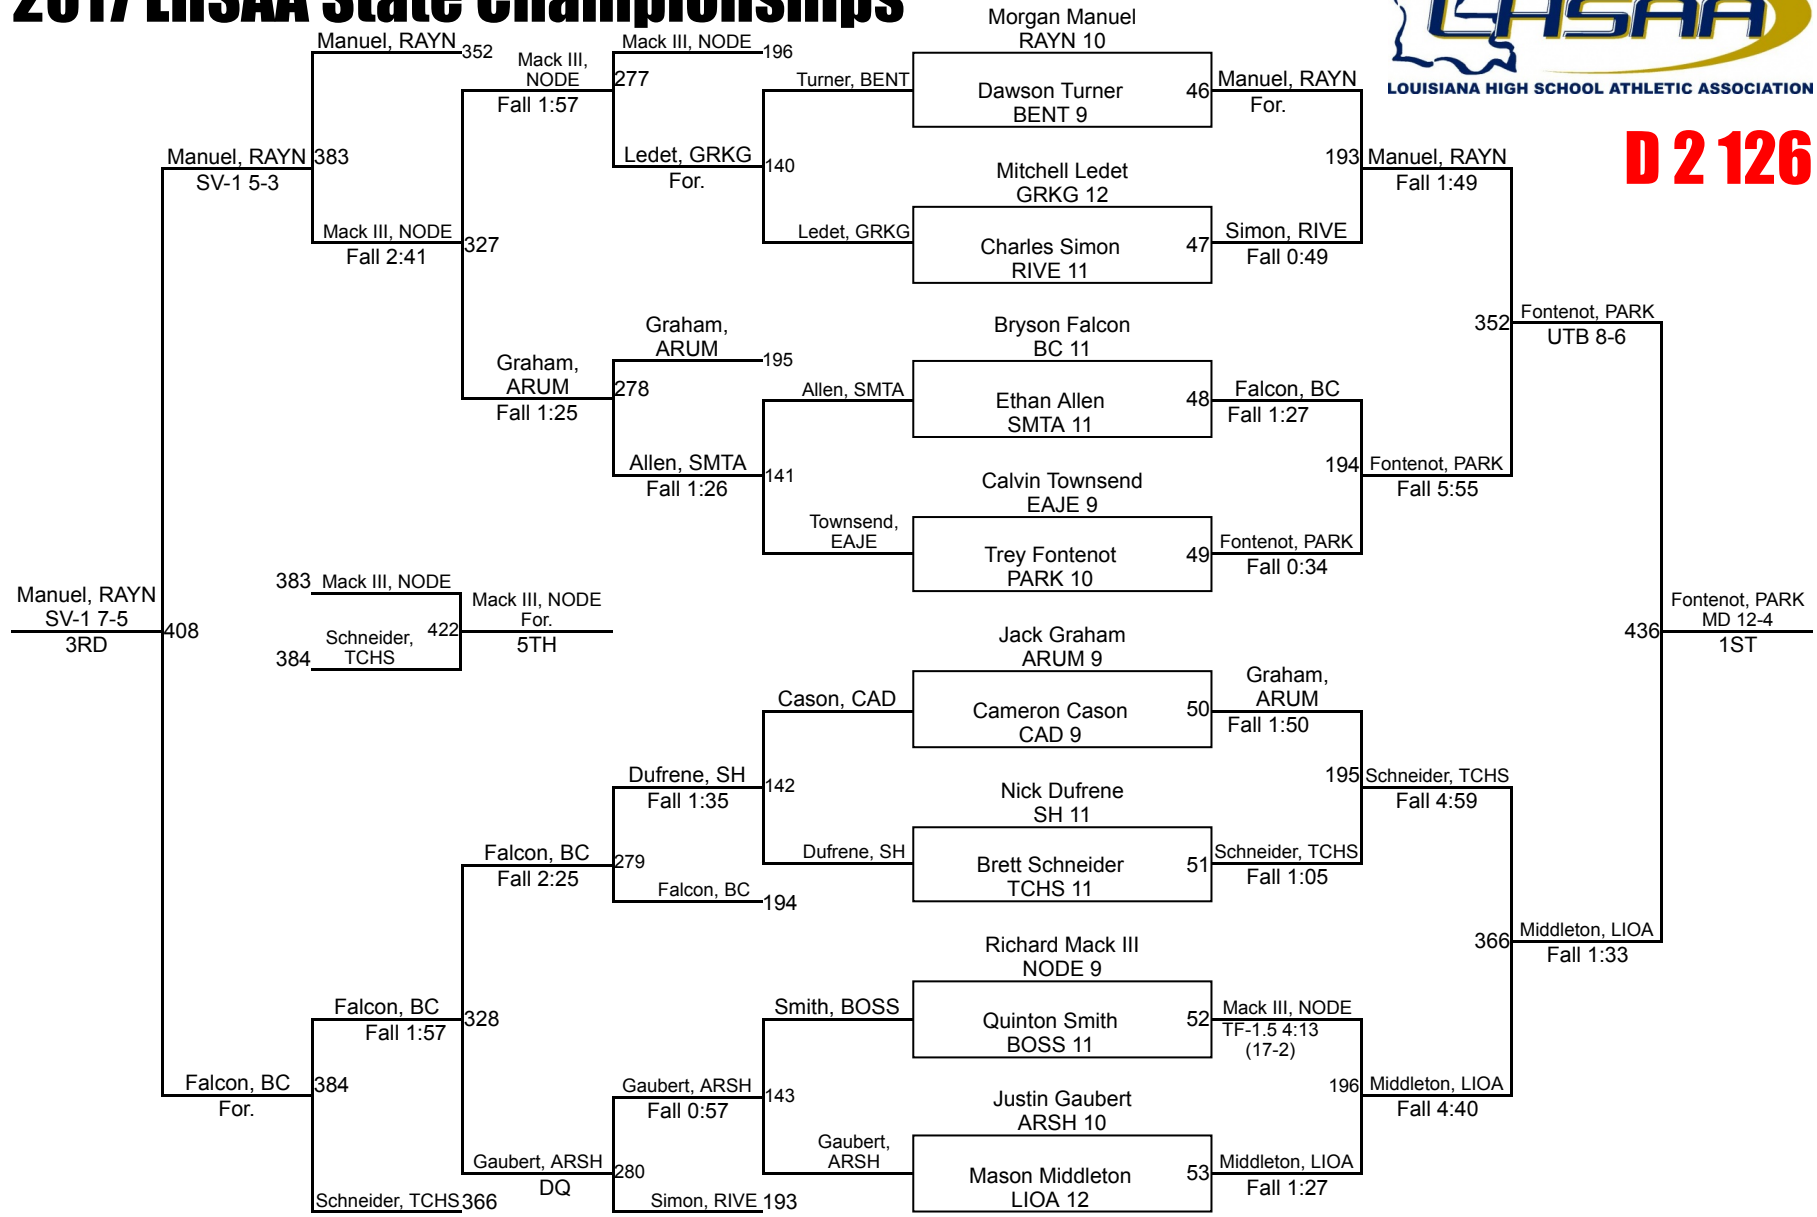 2017 LHSAA State Championships
LHSAA
LOUISIANA HIGH SCHOOL ATHLETIC ASSOCIATION
D 2 126
Morgan Manuel
RAYN 10
Dawson Turner
BENT 9
46
Mitchell Ledet
GRKG 12
Charles Simon
RIVE 11
47
Bryson Falcon
BC 11
Ethan Allen
SMTA 11
48
Calvin Townsend
EAJE 9
Trey Fontenot
PARK 10
49
Jack Graham
ARUM 9
Cameron Cason
CAD 9
50
Nick Dufrene
SH 11
Brett Schneider
TCHS 11
51
Richard Mack III
NODE 9
Quinton Smith
BOSS 11
52
Justin Gaubert
ARSH 10
Mason Middleton
LIOA 12
53
Manuel, RAYN
For.
Simon, RIVE
Fall 0:49
Falcon, BC
Fall 1:27
Fontenot, PARK
Fall 0:34
Graham,
ARUM
Fall 1:50
Schneider, TCHS
Fall 1:05
Mack III, NODE
TF-1.5 4:13
(17-2)
Middleton, LIOA
Fall 1:27
193
Manuel, RAYN
Fall 1:49
194
Fontenot, PARK
Fall 5:55
195
Schneider, TCHS
Fall 4:59
196
Middleton, LIOA
Fall 4:40
352
Fontenot, PARK
UTB 8-6
366
Middleton, LIOA
Fall 1:33
436
Fontenot, PARK
MD 12-4
1ST
Turner, BENT
140
Ledet, GRKG
Allen, SMTA
141
Townsend,
EAJE
Cason, CAD
142
Dufrene, SH
Smith, BOSS
143
Gaubert,
ARSH
Mack III, NODE
196
277
Ledet, GRKG
For.
Graham,
ARUM
195
278
Allen, SMTA
Fall 1:26
Dufrene, SH
Fall 1:35
279
Falcon, BC
194
Gaubert, ARSH
Fall 0:57
280
Simon, RIVE
193
Mack III,
NODE
Fall 1:57
327
Graham,
ARUM
Fall 1:25
Falcon, BC
Fall 2:25
328
Gaubert, ARSH
DQ
Manuel, RAYN
352
383
Mack III, NODE
Fall 2:41
Falcon, BC
Fall 1:57
384
Schneider, TCHS
366
Manuel, RAYN
SV-1 5-3
Falcon, BC
For.
408
Manuel, RAYN
SV-1 7-5
3RD
383
Mack III, NODE
384
Schneider,
TCHS
422
Mack III, NODE
For.
5TH